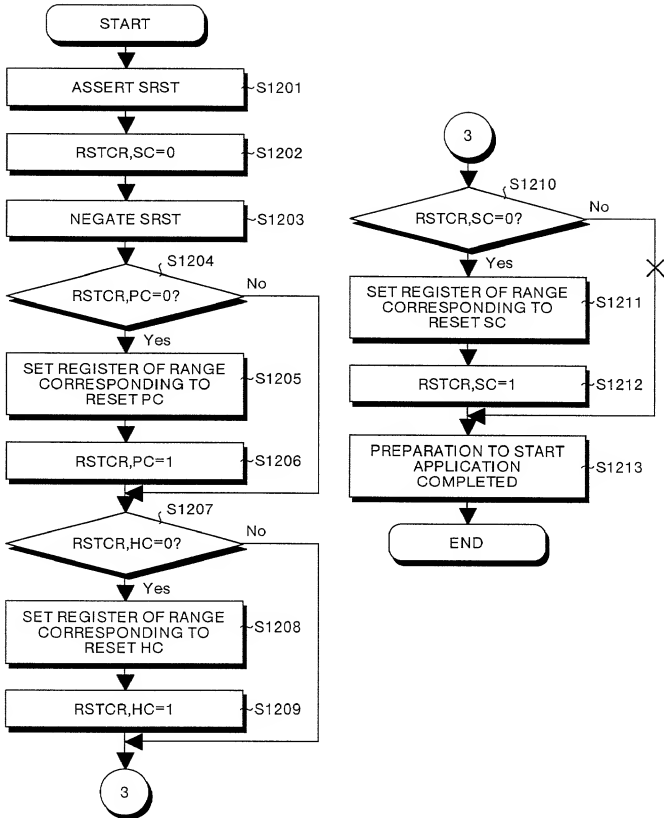 START
ASSERT SRST
S1201
RSTCR,SC=0
S1202
NEGATE SRST
S1203
S1204
RSTCR,PC=0?
No
Yes
SET REGISTER OF RANGE
CORRESPONDING TO
RESET PC
S1205
RSTCR,PC=1
S1206
S1207
RSTCR,HC=0?
No
Yes
SET REGISTER OF RANGE
CORRESPONDING TO
RESET HC
S1208
RSTCR,HC=1
S1209
3
3
S1210
RSTCR,SC=0?
No
Yes
SET REGISTER OF RANGE
CORRESPONDING TO
RESET SC
S1211
RSTCR,SC=1
S1212
PREPARATION TO START
APPLICATION
COMPLETED
S1213
END